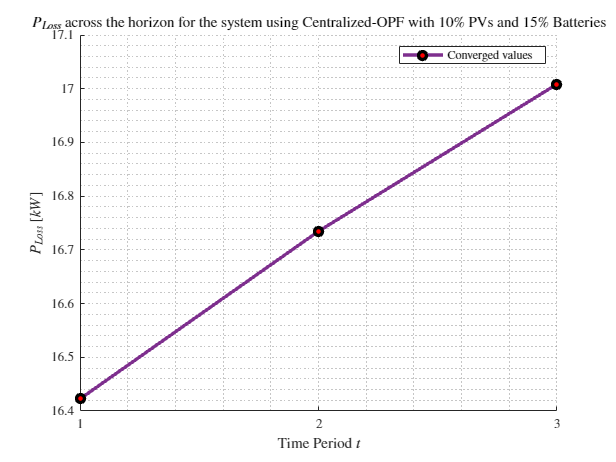 P_Loss across the horizon for the system using Centralized-OPF with 10% PVs and 15% Batteries
Converged values
17.1
17
16.9
16.8
16.7
16.6
16.5
16.4
P_Loss [kW]
1 2 3
Time Period t